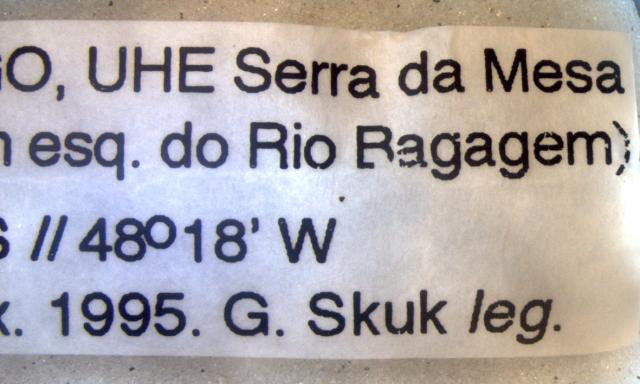 GO, UHE Serra da Mesa
esq. do Rio Bagagem)
S // 48º18' W
x. 1995. G. Skuk leg.